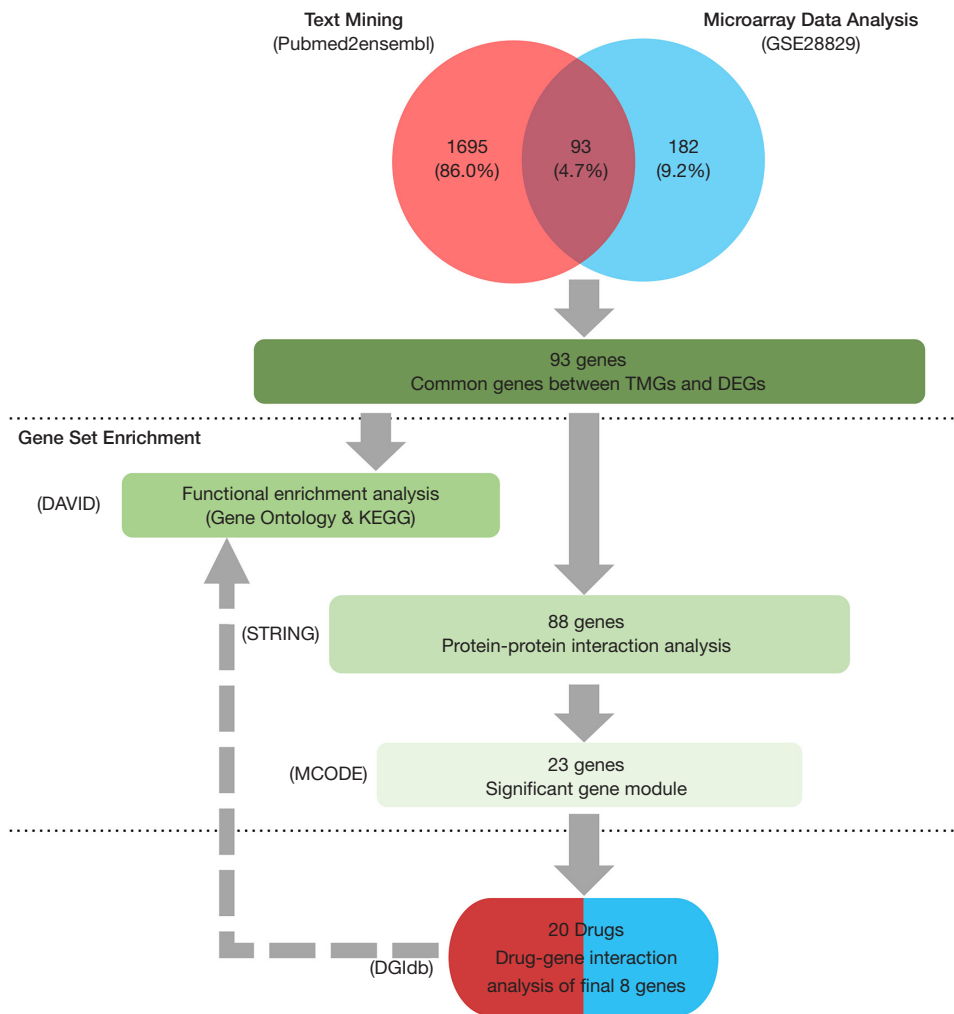 Text Mining
(Pubmed2ensembl)
Microarray Data Analysis
(GSE28829)
1695
(86.0%)
93
(4.7%)
182
(9.2%)
93 genes
Common genes between TMGs and DEGs
Gene Set Enrichment
(DAVID)
Functional enrichment analysis
(Gene Ontology & KEGG)
(STRING)
88 genes
Protein-protein interaction analysis
(MCODE)
23 genes
Significant gene module
(DGIdb)
20 Drugs
Drug-gene interaction
analysis of final 8 genes